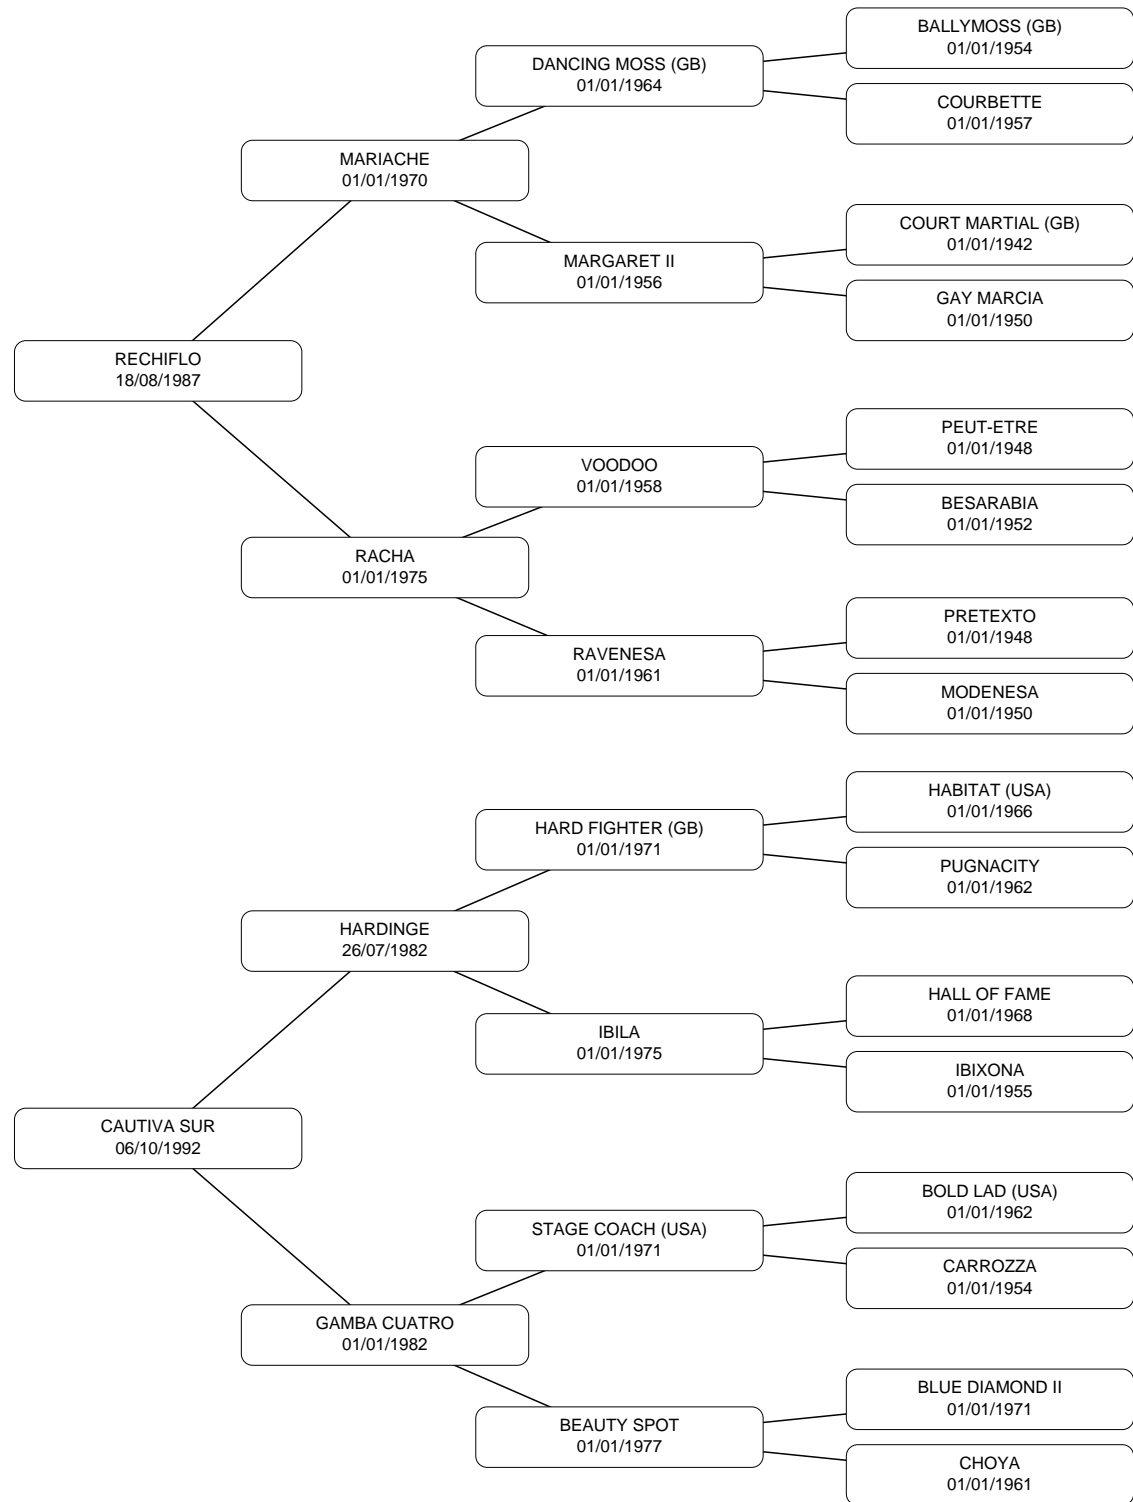 BALLYMOSS (GB)
01/01/1954
DANCING MOSS (GB)
01/01/1964
COURBETTE
01/01/1957
MARIACHE
01/01/1970
COURT MARTIAL (GB)
01/01/1942
MARGARET II
01/01/1956
GAY MARCIA
01/01/1950
RECHIFLO
18/08/1987
PEUT-ETRE
01/01/1948
VOODOO
01/01/1958
BESARABIA
01/01/1952
RACHA
01/01/1975
PRETEXTO
01/01/1948
RAVENESA
01/01/1961
MODENESA
01/01/1950
HABITAT (USA)
01/01/1966
HARD FIGHTER (GB)
01/01/1971
PUGNACITY
01/01/1962
HARDINGE
26/07/1982
HALL OF FAME
01/01/1968
IBILA
01/01/1975
IBIXONA
01/01/1955
CAUTIVA SUR
06/10/1992
BOLD LAD (USA)
01/01/1962
STAGE COACH (USA)
01/01/1971
CARROZZA
01/01/1954
GAMBA CUATRO
01/01/1982
BLUE DIAMOND II
01/01/1971
BEAUTY SPOT
01/01/1977
CHOYA
01/01/1961